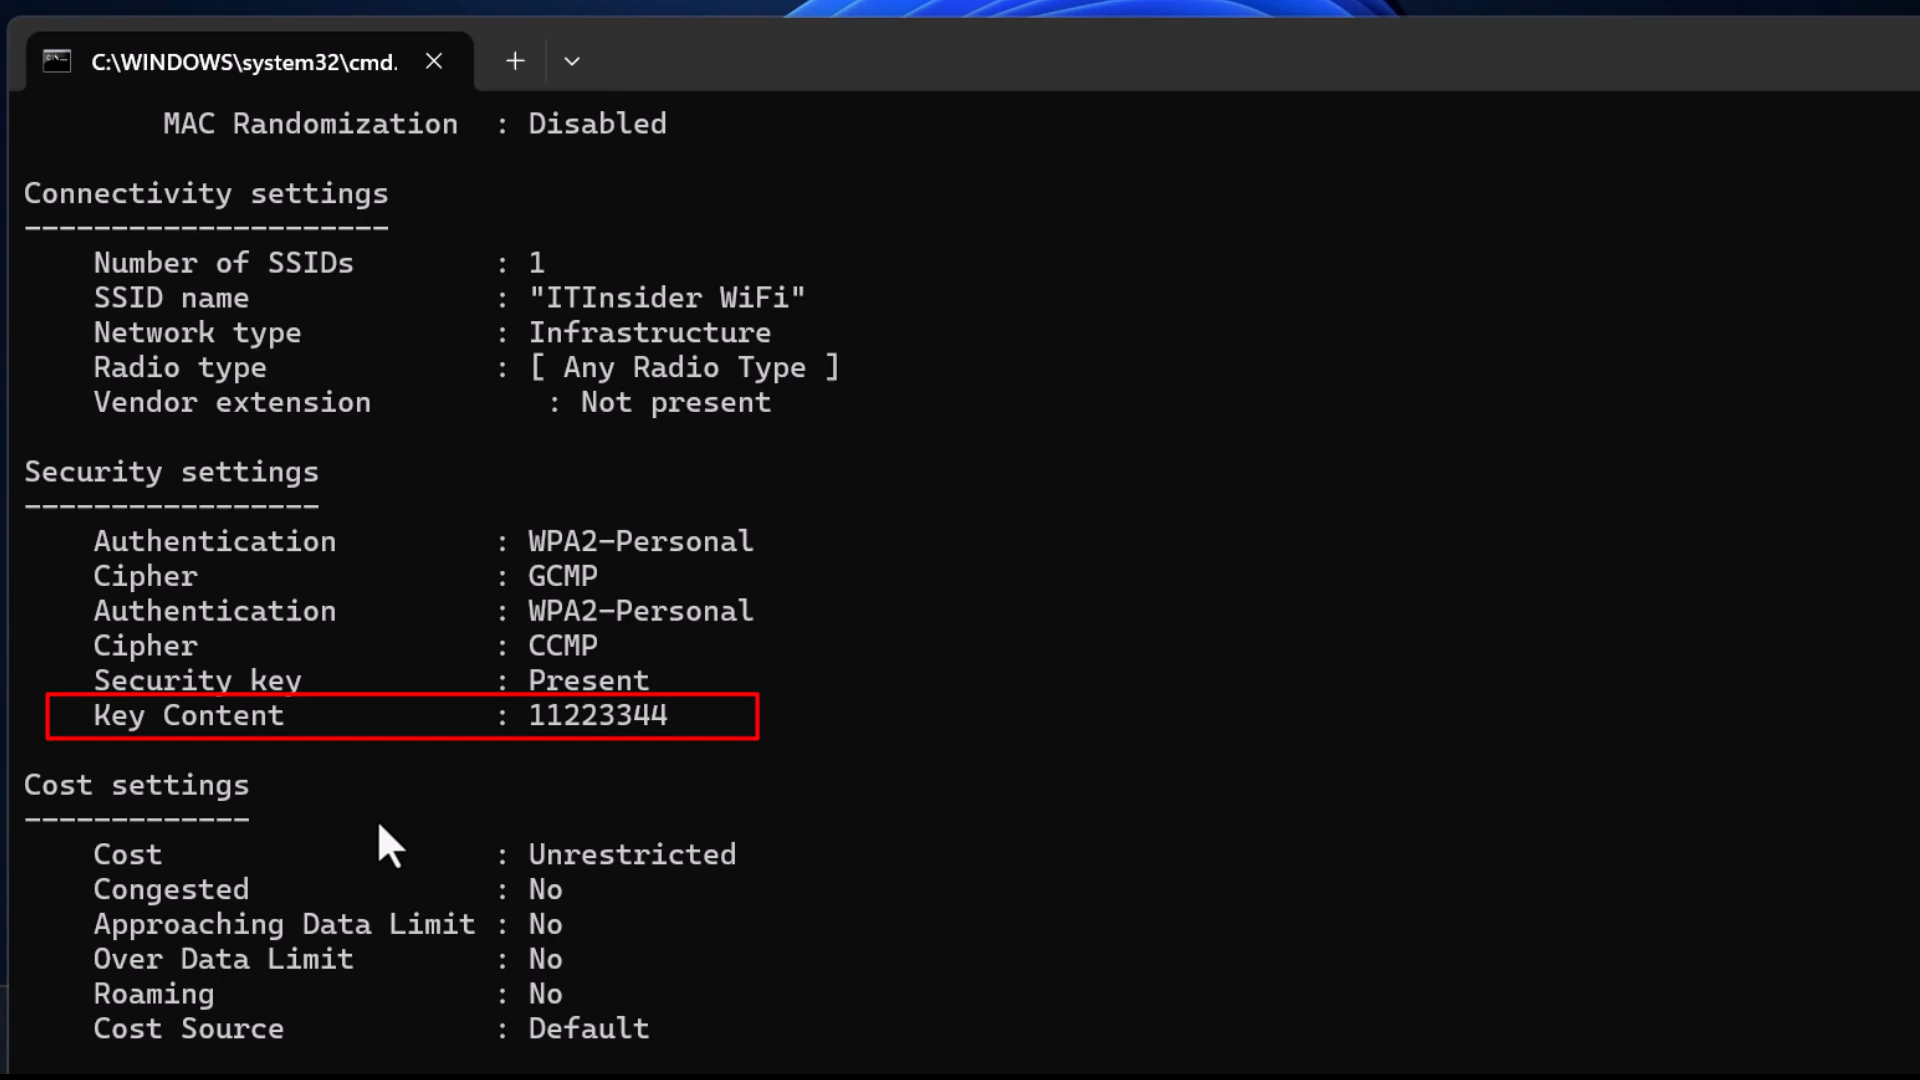 C:\WINDOWS\system32\cmd.
MAC Randomization : Disabled
Connectivity settings
---------------------
Number of SSIDs : 1
SSID name : "ITInsider WiFi"
Network type : Infrastructure
Radio type : [ Any Radio Type ]
Vendor extension : Not present
Security settings
-----------------
Authentication : WPA2-Personal
Cipher : GCMP
Authentication : WPA2-Personal
Cipher : CCMP
Security key : Present
Key Content : 11223344
Cost settings
-------------
Cost : Unrestricted
Congested : No
Approaching Data Limit : No
Over Data Limit : No
Roaming : No
Cost Source : Default